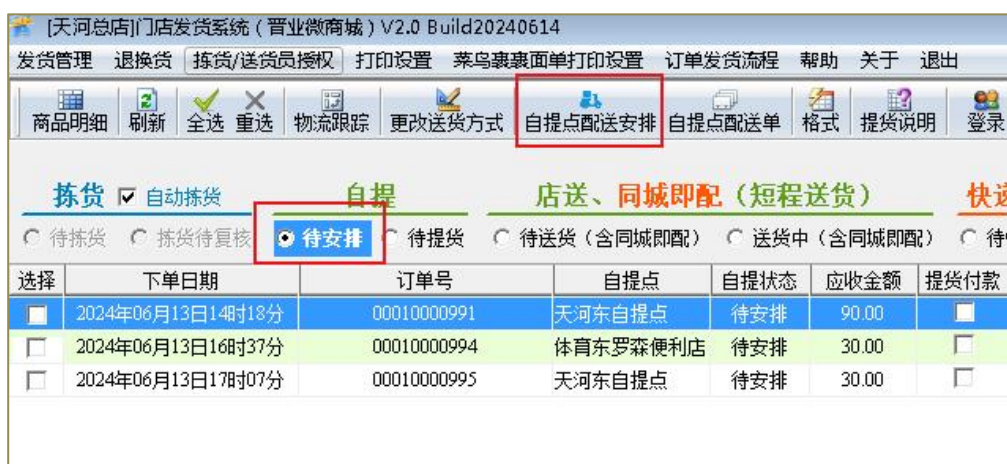 [天河总店]门店发货系统（晋业微商城）V2.0 Build20240614
发货管理 退换货 拣货/送货员授权 打印设置 菜鸟裹裹面单打印设置 订单发货流程 帮助 关于 退出
商品明细 刷新 全选 重选 物流跟踪 更改送货方式 自提点配送安排 自提点配送单 格式 提货说明 登录
拣货 自动拣货 自提 店送、同城即配（短程送货） 快
待拣货 拣货待复核 待安排 待提货 待送货（含同城即配） 送货中（含同城即配） 待
选择 下单日期 订单号 自提点 自提状态 应收金额 提货付款
2024年06月13日14时18分 00010000991 天河东自提点 待安排 90.00
2024年06月13日16时37分 00010000994 体育东罗森便利店 待安排 30.00
2024年06月13日17时07分 00010000995 天河东自提点 待安排 30.00